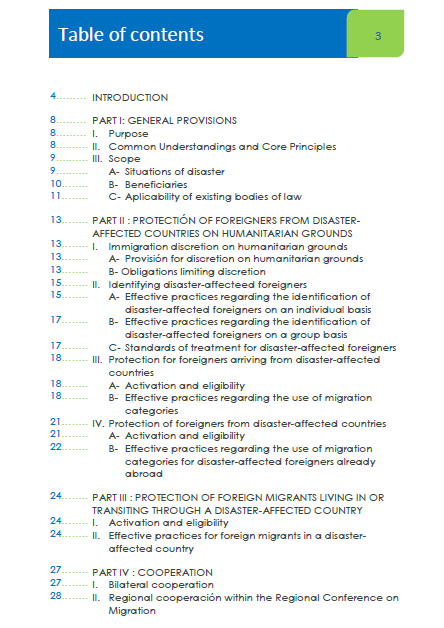 Table of contents
3
4......... INTRODUCTION
8......... PART I: GENERAL PROVISIONS
8......... I. Purpose
8......... II. Common Understandings and Core Principles
9......... III. Scope
9......... A- Situations of disaster
10........ B- Beneficiaries
11........ C- Aplicability of existing bodies of law
13........ PART II : PROTECTIÓN OF FOREIGNERS FROM DISASTER-
AFFECTED COUNTRIES ON HUMANITARIAN GROUNDS
13........ I. Immigration discretion on humanitarian grounds
13........ A- Provisión for discretion on humanitarian grounds
13........ B- Obligations limiting discretion
15........ II. Identifying disaster-affecteed foreigners
15........ A- Effective practices regarding the identification of
disaster-affected foreigners on an individual basis
17........ B- Effective practices regarding the identification of
disaster-affected foreigners on a group basis
17........ C- Standards of treatment for disaster-affected foreigners
18........ III. Protection for foreigners arriving from disaster-affected
countries
18........ A- Activation and eligibility
18........ B- Effective practices regarding the use of migration
categories
21........ IV. Protection of foreigners from disaster-affected countries
21........ A- Activation and eligibility
22........ B- Effective practices regarding the use of migration
categories for disaster-affected foreigners already
abroad
24........ PART III : PROTECTION OF FOREIGN MIGRANTS LIVING IN OR
TRANSITING THROUGH A DISASTER-AFFECTED COUNTRY
24........ I. Activation and eligibility
24........ II. Effective practices for foreign migrants in a disaster-
affected country
27........ PART IV : COOPERATION
27........ I. Bilateral cooperation
28........ II. Regional cooperación within the Regional Conference on
Migration